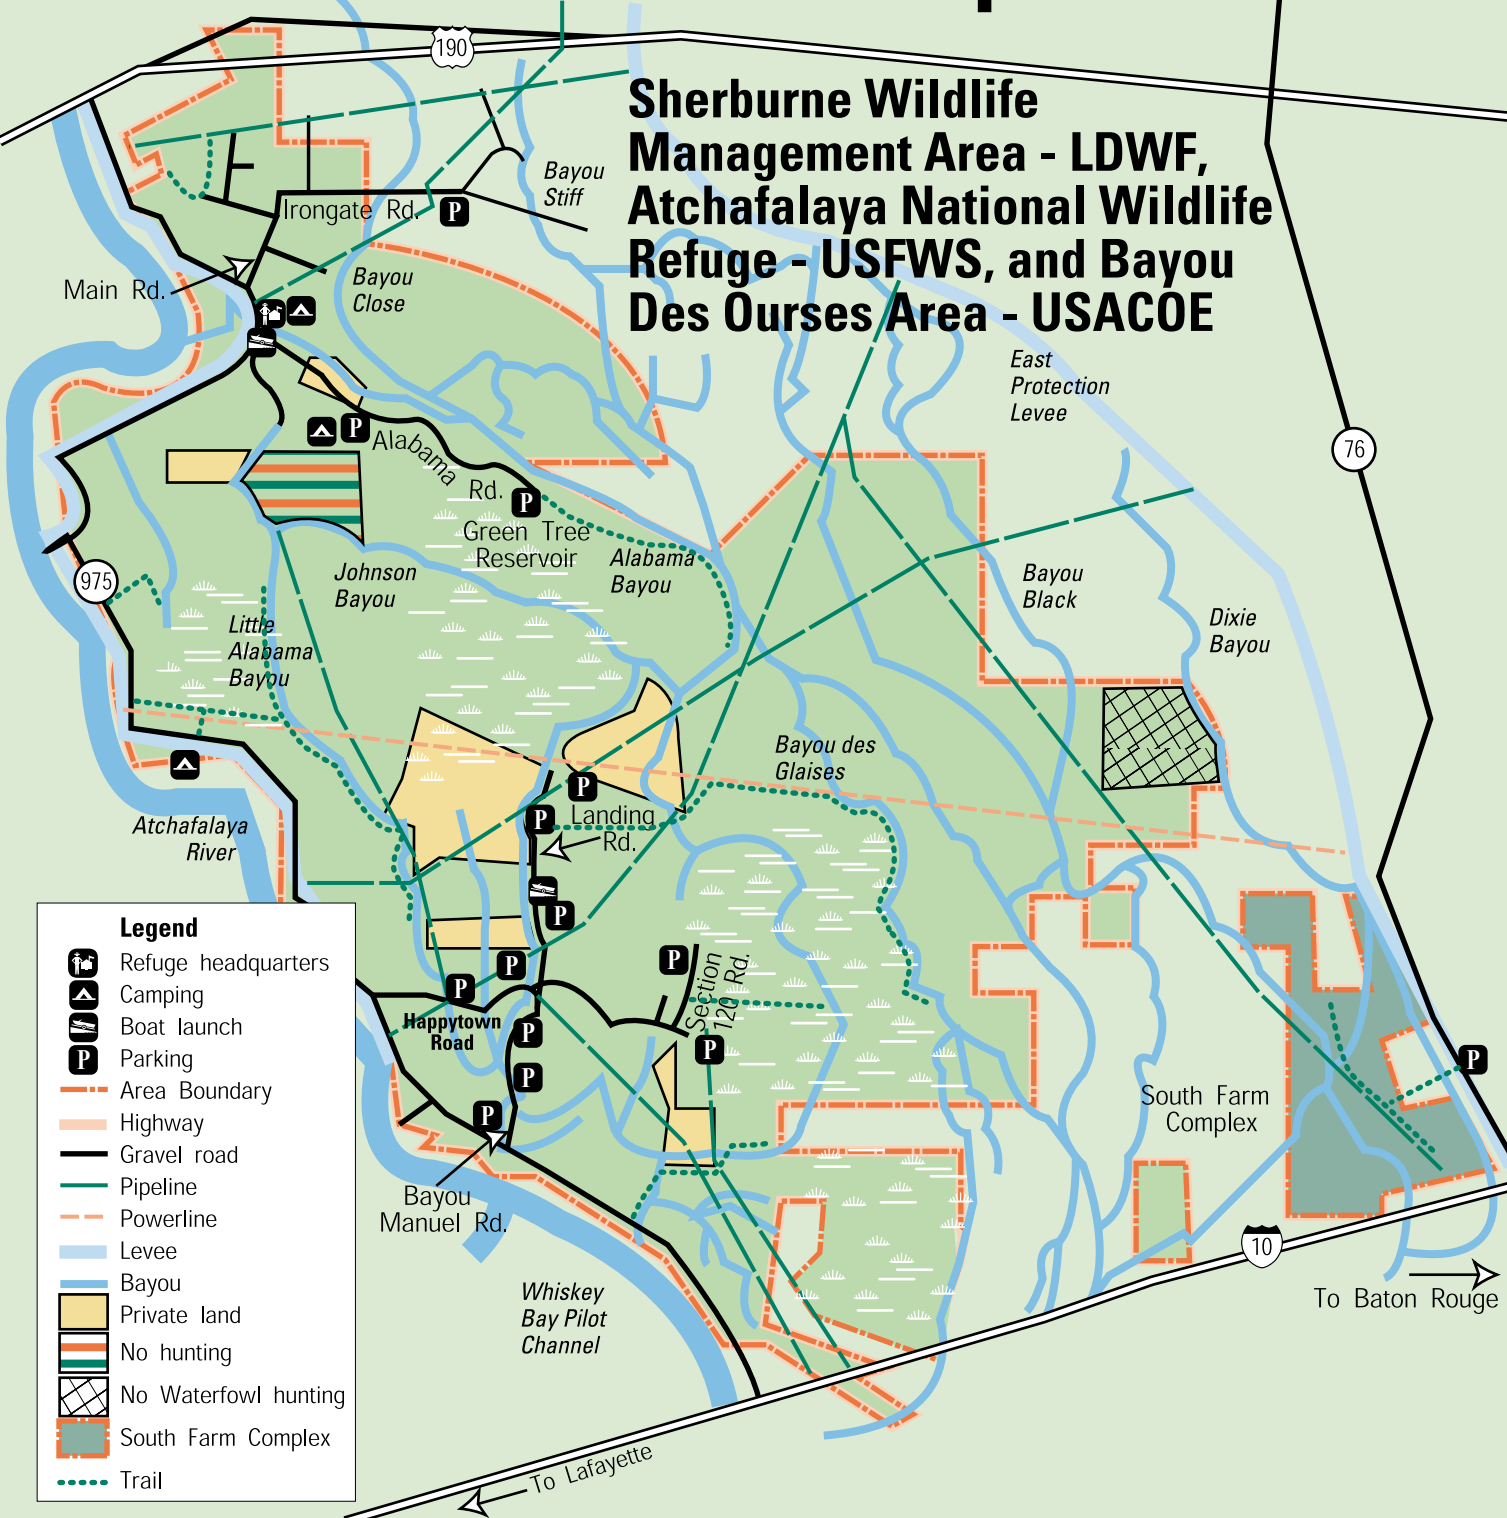 190
Sherburne Wildlife
Management Area - LDWF,
Atchafalaya National Wildlife
Refuge - USFWS, and Bayou
Des Ourses Area - USACOE
Bayou
Stiff
Irongate Rd.
P
Main Rd.
Bayou
Close
East
Protection
Levee
76
P
Alabama Rd.
P
Green Tree
Reservoir
Alabama
Bayou
Johnson
Bayou
975
Bayou
Black
Dixie
Bayou
Little
Alabama
Bayou
Bayou des
Glaises
P
P
Landing
Rd.
Atchafalaya
River
P
P
P
P
Section
120 Rd.
Happytown
Road
P
P
P
P
P
South Farm
Complex
Bayou
Manuel Rd.
10
Whiskey
Bay Pilot
Channel
To Baton Rouge
To Lafayette
Legend
Refuge headquarters
Camping
Boat launch
P Parking
Area Boundary
Highway
Gravel road
Pipeline
Powerline
Levee
Bayou
Private land
No hunting
No Waterfowl hunting
South Farm Complex
Trail